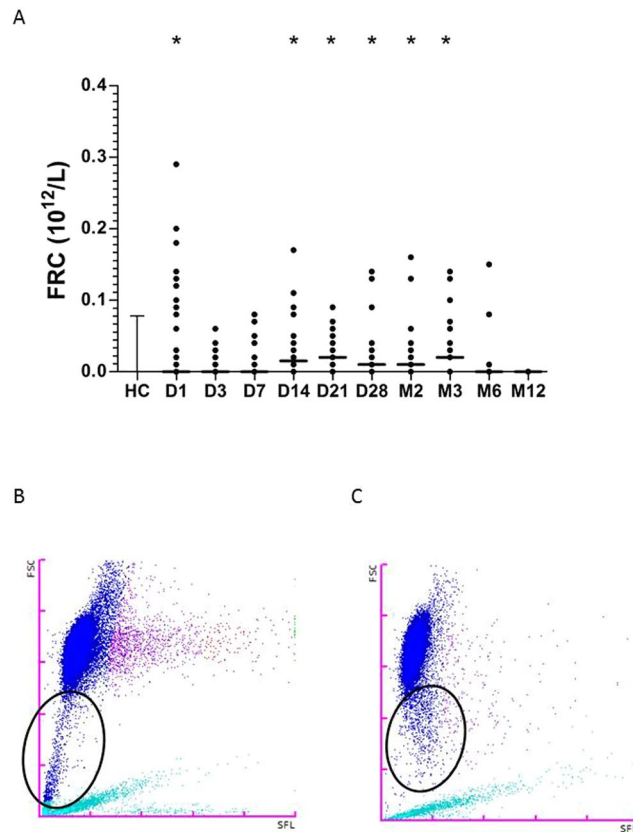 A
* * * * * *
0.4
0.3
0.2
0.1
0.0
FRC (10¹²/L)
HC D1 D3 D7 D14 D21 D28 M2 M3 M6 M12
B C
FSC FSC
SFL SFL